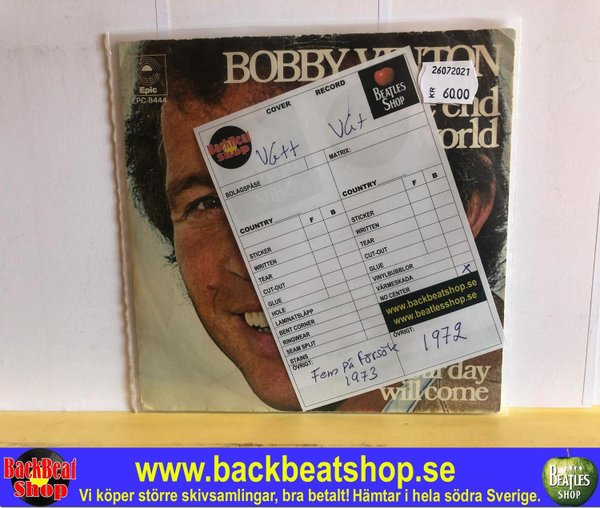 Epic
EPC 8444
BOBBY VINTON
end
world
day
will come
26072021
KR 60.00
BackBeat
Shop
BEATLES
SHOP
COVER
RECORD
VG++
VG+
BOLAGSPÅSE
MATRIX:
COUNTRY
F B
STICKER
WRITTEN
TEAR
CUT-OUT
GLUE
HOLE
LAMINATSLÄPP
BENT CORNER
RINGWEAR
SEAM SPLIT
STAINS
ÖVRIGT:
Fem på försök
1973
COUNTRY
F B
STICKER
WRITTEN
TEAR
CUT-OUT
GLUE
VINYLBUBBLOR
VÄRMESKADA
NO CENTER
X
www.backbeatshop.se
www.beatlesshop.se
ÖVRIGT:
1972
BackBeat
Shop
www.backbeatshop.se
Vi köper större skivsamlingar, bra betalt! Hämtar i hela södra Sverige.
THE
BEATLES
SHOP